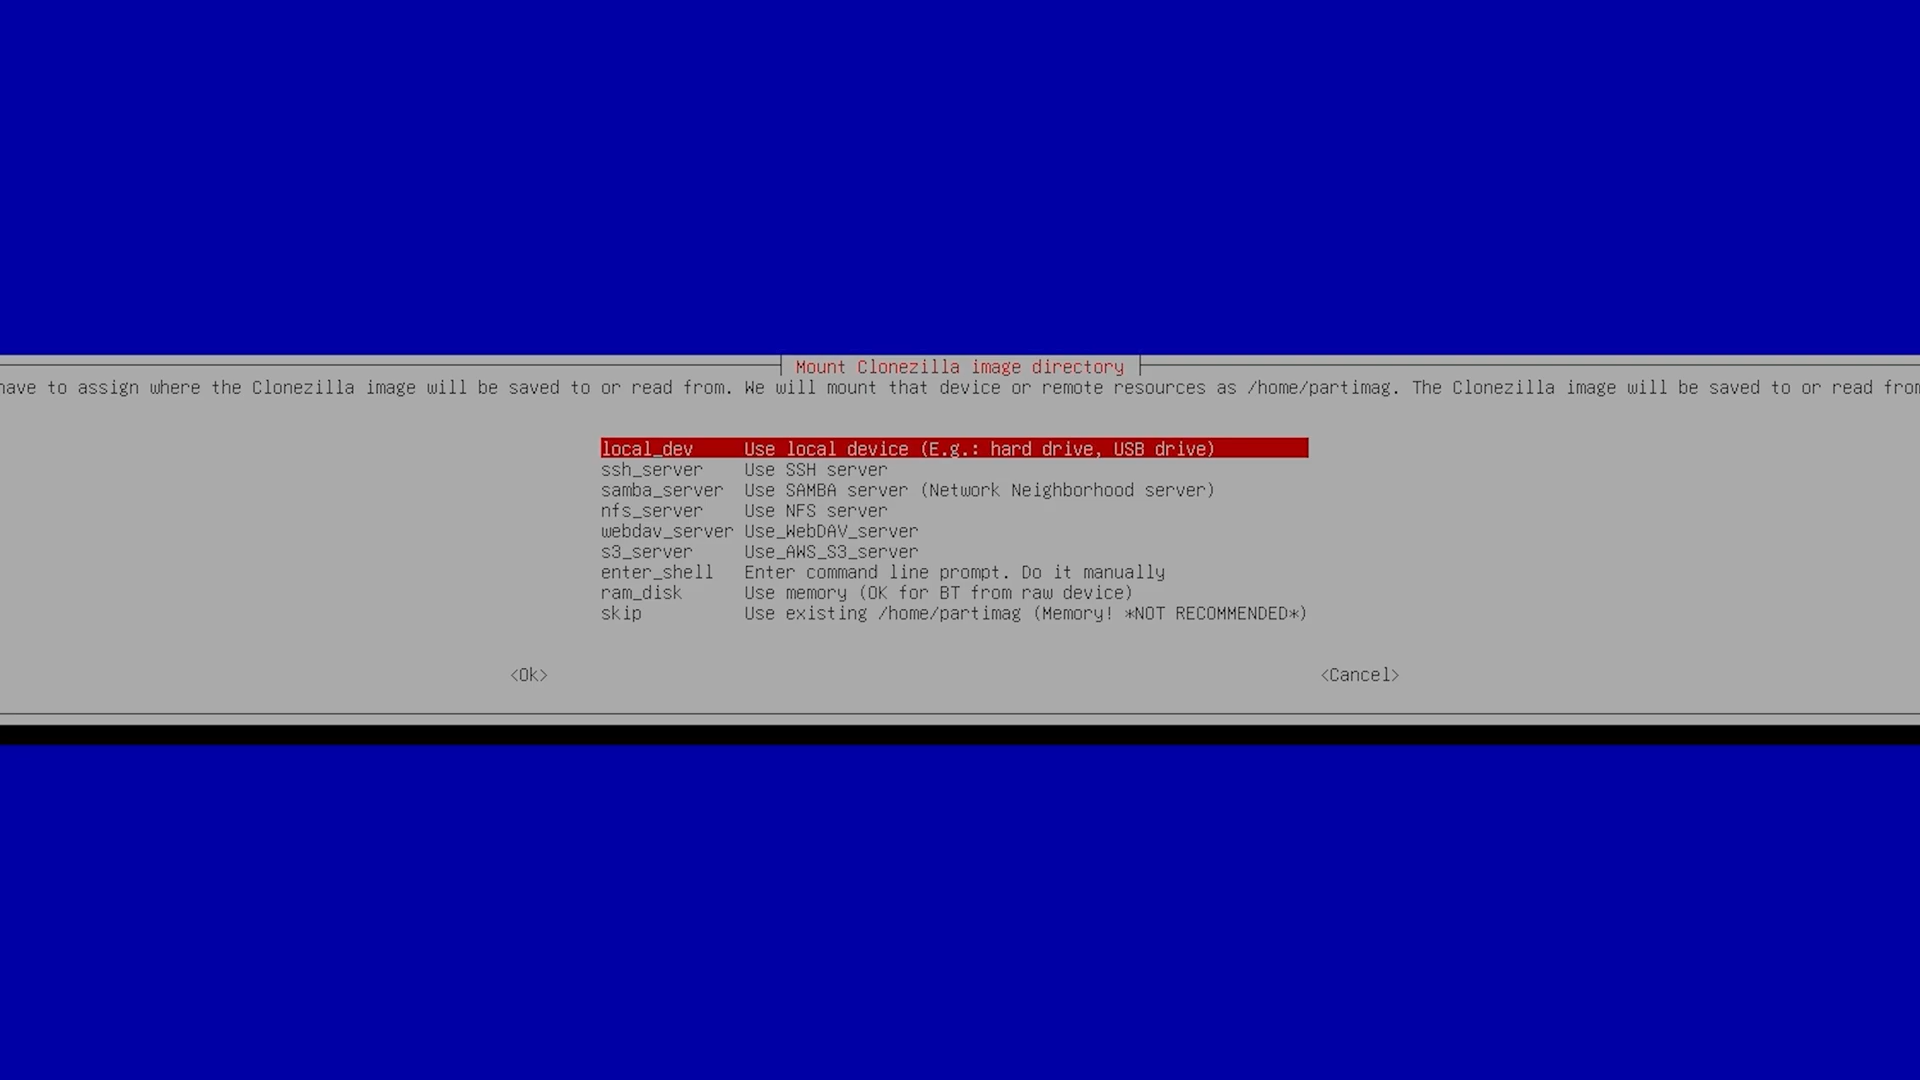 Mount Clonezilla image directory
have to assign where the Clonezilla image will be saved to or read from. We will mount that device or remote resources as /home/partimag. The Clonezilla image will be saved to or read from
local_dev Use local device (E.g.: hard drive, USB drive)
ssh_server Use SSH server
samba_server Use SAMBA server (Network Neighborhood server)
nfs_server Use NFS server
webdav_server Use_WebDAV_server
s3_server Use_AWS_S3_server
enter_shell Enter command line prompt. Do it manually
ram_disk Use memory (OK for BT from raw device)
skip Use existing /home/partimag (Memory! *NOT RECOMMENDED*)
<Ok> <Cancel>